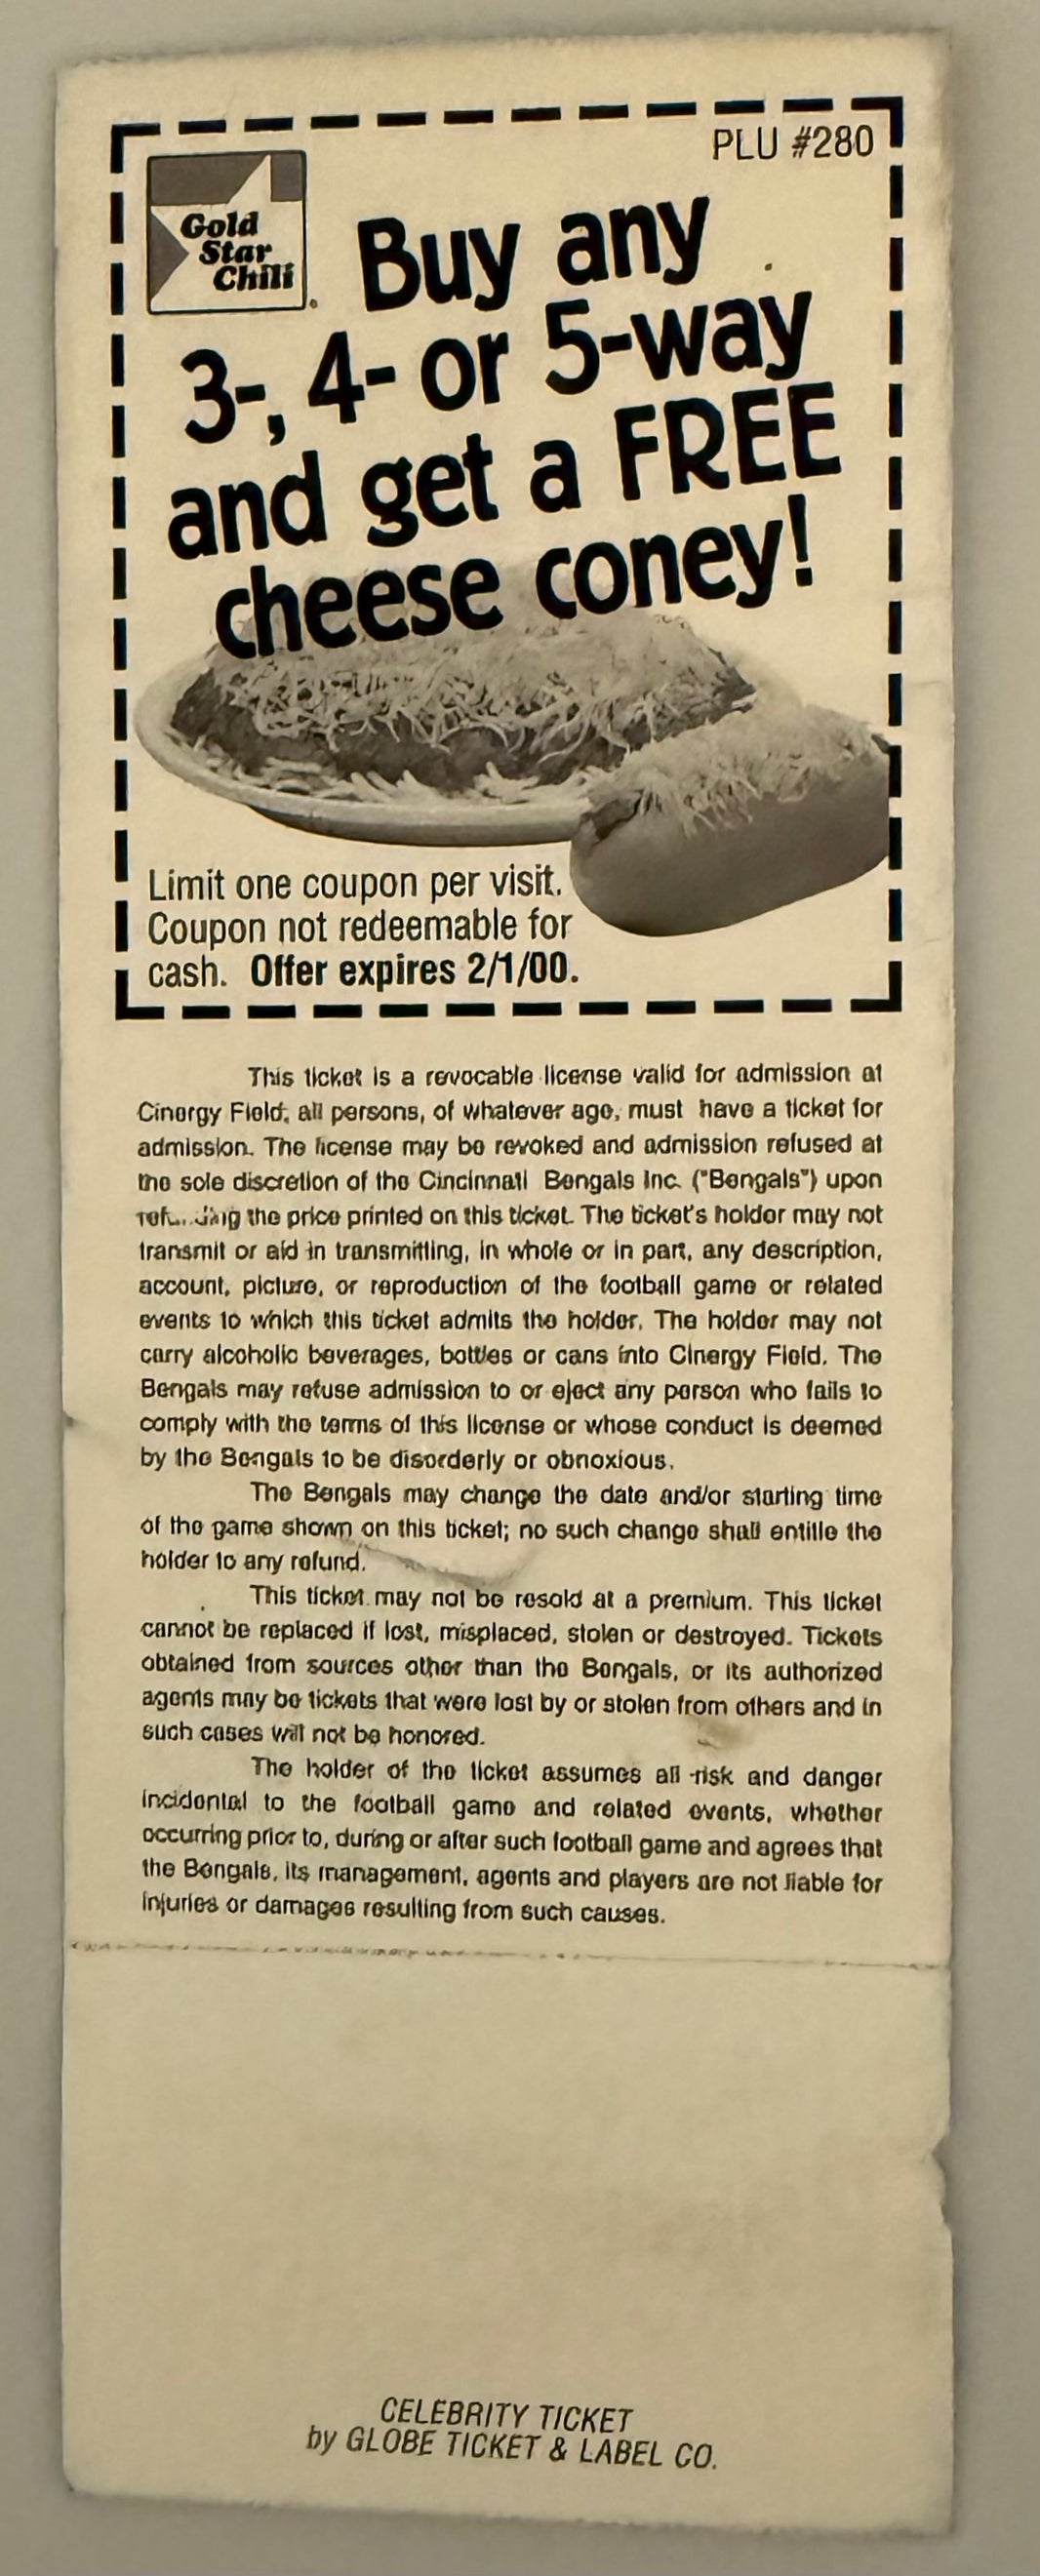 PLU #280
Gold
Star
Chili
Buy any
3-, 4- or 5-way
and get a FREE
cheese coney!
Limit one coupon per visit.
Coupon not redeemable for
cash. Offer expires 2/1/00.
This ticket is a revocable license valid for admission at
Cinergy Field; all persons, of whatever age, must have a ticket for
admission. The license may be revoked and admission refused at
the sole discretion of the Cincinnati Bengals Inc. ("Bengals") upon
the price printed on this ticket. The ticket's holder may not
transmit or aid in transmitting, in whole or in part, any description,
account, picture, or reproduction of the football game or related
events to which this ticket admits the holder. The holder may not
carry alcoholic beverages, bottles or cans into Cinergy Field. The
Bengals may refuse admission to or eject any person who fails to
comply with the terms of this license or whose conduct is deemed
by the Bengals to be disorderly or obnoxious.
The Bengals may change the date and/or starting time
of the game shown on this ticket; no such change shall entitle the
holder to any refund.
This ticket may not be resold at a premium. This ticket
cannot be replaced if lost, misplaced, stolen or destroyed. Tickets
obtained from sources other than the Bengals, or its authorized
agents may be tickets that were lost by or stolen from others and in
such cases will not be honored.
The holder of the ticket assumes all risk and danger
incidental to the football game and related events, whether
occurring prior to, during or after such football game and agrees that
the Bengals, its management, agents and players are not liable for
injuries or damages resulting from such causes.
CELEBRITY TICKET
by GLOBE TICKET & LABEL CO.